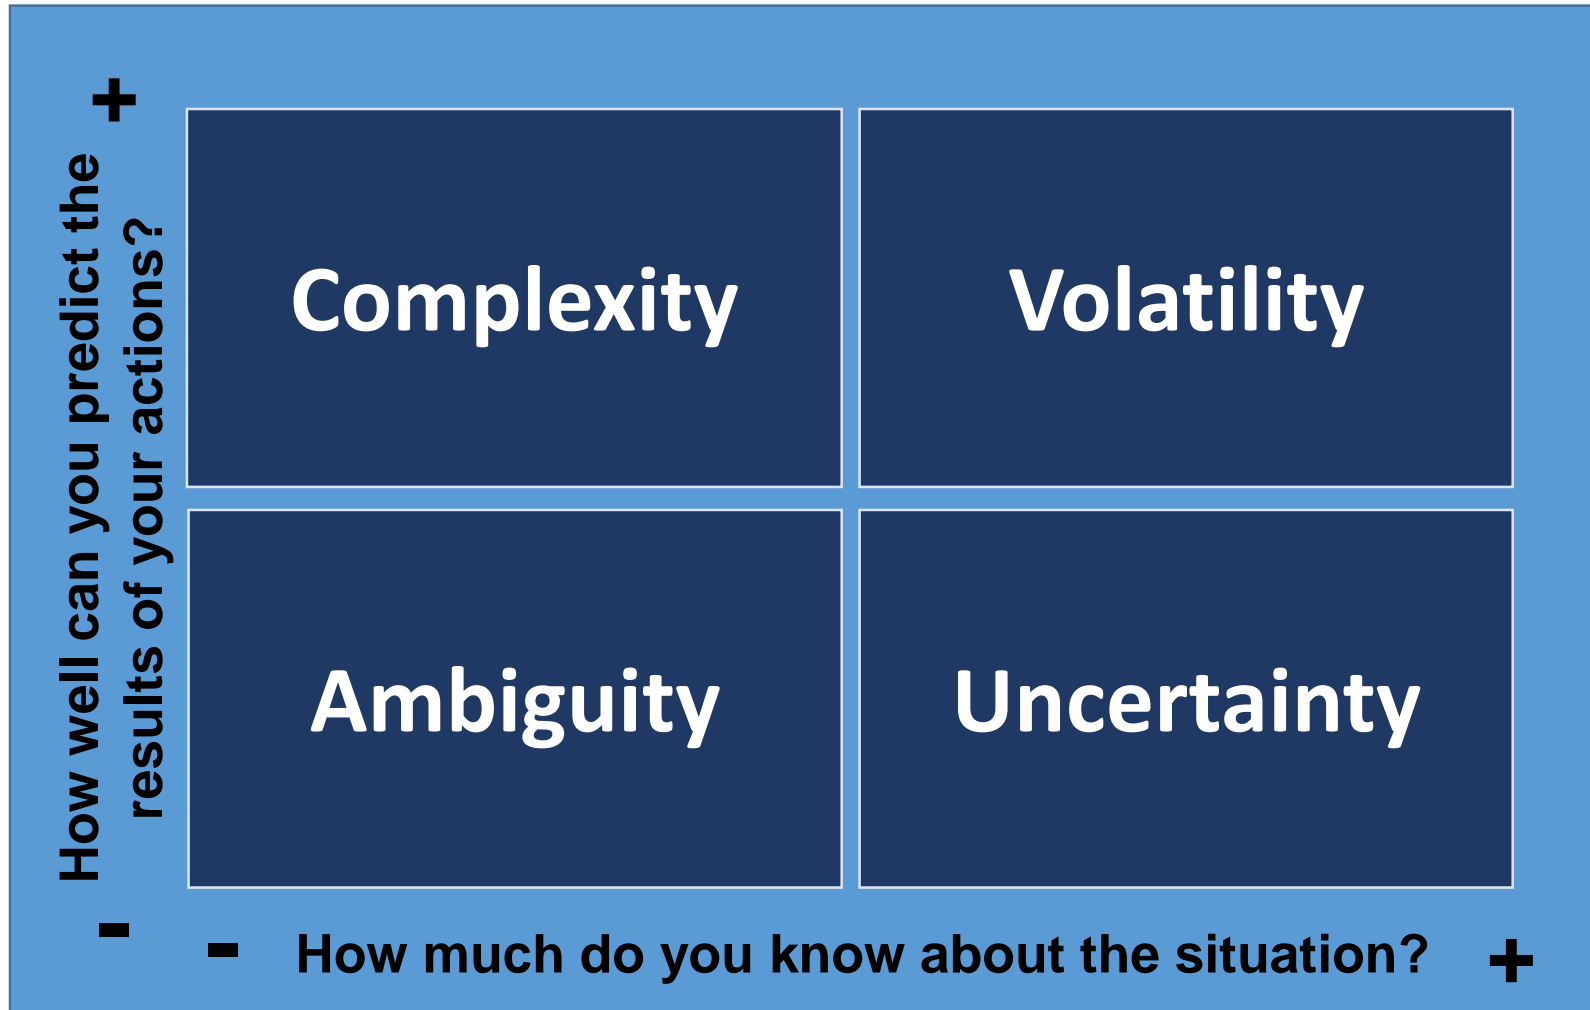 +
How well can you predict the
results of your actions?
-
Complexity
Volatility
Ambiguity
Uncertainty
-
How much do you know about the situation?
+